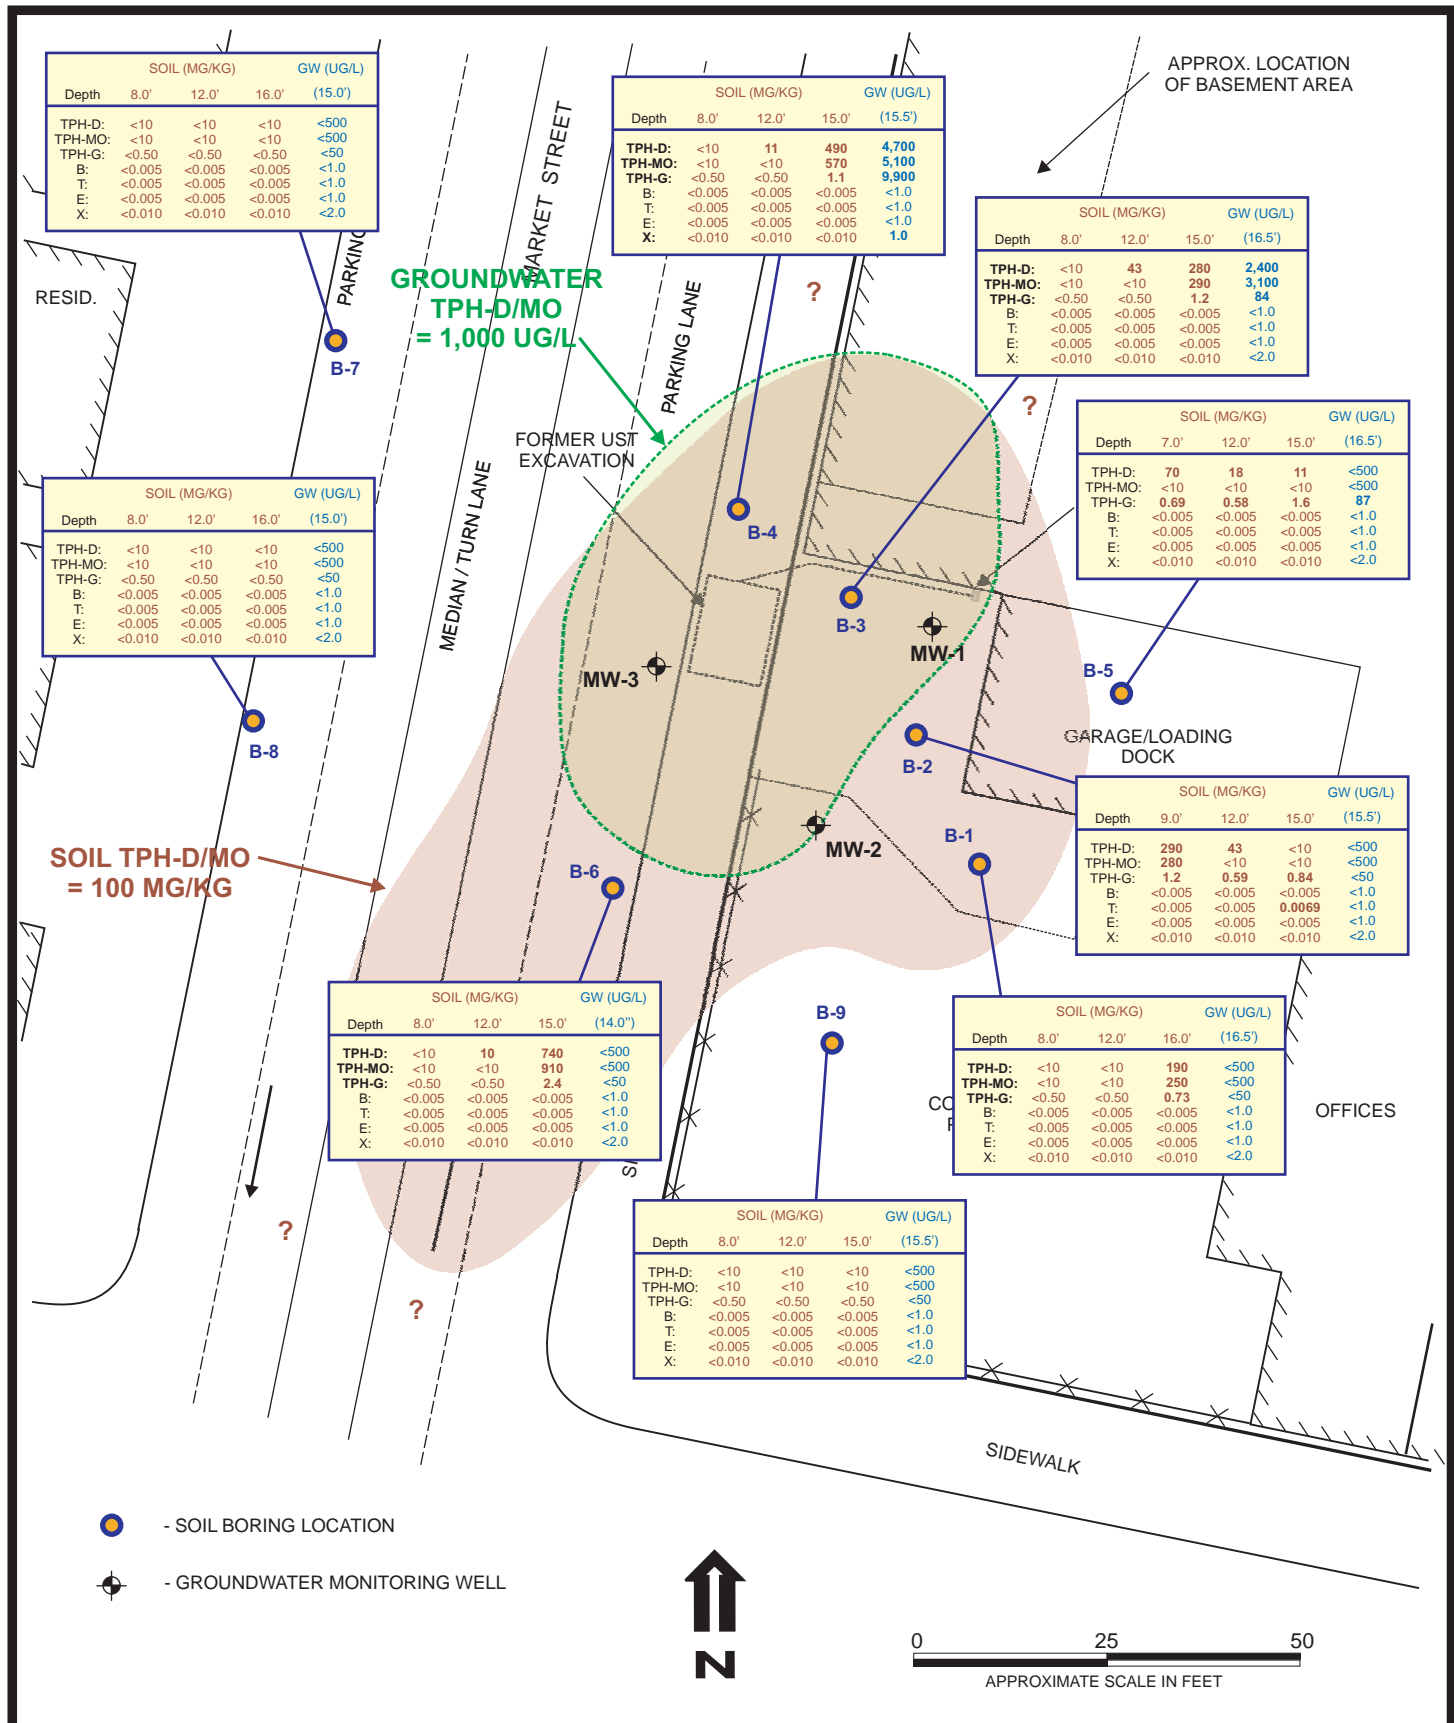 SOIL (MG/KG) GW (UG/L)
Depth 8.0' 12.0' 16.0' (15.0')
TPH-D: <10 <10 <10 <500
TPH-MO: <10 <10 <10 <500
TPH-G: <0.50 <0.50 <0.50 <50
B: <0.005 <0.005 <0.005 <1.0
T: <0.005 <0.005 <0.005 <1.0
E: <0.005 <0.005 <0.005 <1.0
X: <0.010 <0.010 <0.010 <2.0
SOIL (MG/KG) GW (UG/L)
Depth 8.0' 12.0' 15.0' (15.5')
TPH-D: <10 11 490 4,700
TPH-MO: <10 <10 570 5,100
TPH-G: <0.50 <0.50 1.1 9,900
B: <0.005 <0.005 <0.005 <1.0
T: <0.005 <0.005 <0.005 <1.0
E: <0.005 <0.005 <0.005 <1.0
X: <0.010 <0.010 <0.010 1.0
APPROX. LOCATION
OF BASEMENT AREA
SOIL (MG/KG) GW (UG/L)
Depth 8.0' 12.0' 15.0' (16.5')
TPH-D: <10 43 280 2,400
TPH-MO: <10 <10 290 3,100
TPH-G: <0.50 <0.50 1.2 84
B: <0.005 <0.005 <0.005 <1.0
T: <0.005 <0.005 <0.005 <1.0
E: <0.005 <0.005 <0.005 <1.0
X: <0.010 <0.010 <0.010 <2.0
MARKET STREET
PARKING
RESID.
GROUNDWATER
TPH-D/MO
= 1,000 UG/L
?
PARKING LANE
B-7
?
FORMER UST
EXCAVATION
SOIL (MG/KG) GW (UG/L)
Depth 7.0' 12.0' 15.0' (16.5')
TPH-D: 70 18 11 <500
TPH-MO: <10 <10 <10 <500
TPH-G: 0.69 0.58 1.6 87
B: <0.005 <0.005 <0.005 <1.0
T: <0.005 <0.005 <0.005 <1.0
E: <0.005 <0.005 <0.005 <1.0
X: <0.010 <0.010 <0.010 <2.0
SOIL (MG/KG) GW (UG/L)
Depth 8.0' 12.0' 16.0' (15.0')
TPH-D: <10 <10 <10 <500
TPH-MO: <10 <10 <10 <500
TPH-G: <0.50 <0.50 <0.50 <50
B: <0.005 <0.005 <0.005 <1.0
T: <0.005 <0.005 <0.005 <1.0
E: <0.005 <0.005 <0.005 <1.0
X: <0.010 <0.010 <0.010 <2.0
MEDIAN / TURN LANE
B-4
B-3
MW-1
MW-3
B-5
B-8
B-2
GARAGE/LOADING
DOCK
SOIL (MG/KG) GW (UG/L)
Depth 9.0' 12.0' 15.0' (15.5')
TPH-D: 290 43 <10 <500
TPH-MO: 280 <10 <10 <500
TPH-G: 1.2 0.59 0.84 <50
B: <0.005 <0.005 <0.005 <1.0
T: <0.005 <0.005 0.0069 <1.0
E: <0.005 <0.005 <0.005 <1.0
X: <0.010 <0.010 <0.010 <2.0
B-1
MW-2
SOIL TPH-D/MO
= 100 MG/KG
B-6
SOIL (MG/KG) GW (UG/L)
Depth 8.0' 12.0' 15.0' (14.0")
TPH-D: <10 10 740 <500
TPH-MO: <10 <10 910 <500
TPH-G: <0.50 <0.50 2.4 <50
B: <0.005 <0.005 <0.005 <1.0
T: <0.005 <0.005 <0.005 <1.0
E: <0.005 <0.005 <0.005 <1.0
X: <0.010 <0.010 <0.010 <2.0
B-9
SOIL (MG/KG) GW (UG/L)
Depth 8.0' 12.0' 16.0' (16.5')
TPH-D: <10 <10 190 <500
TPH-MO: <10 <10 250 <500
TPH-G: <0.50 <0.50 0.73 <50
B: <0.005 <0.005 <0.005 <1.0
T: <0.005 <0.005 <0.005 <1.0
E: <0.005 <0.005 <0.005 <1.0
X: <0.010 <0.010 <0.010 <2.0
OFFICES
?
?
SOIL (MG/KG) GW (UG/L)
Depth 8.0' 12.0' 15.0' (15.5')
TPH-D: <10 <10 <10 <500
TPH-MO: <10 <10 <10 <500
TPH-G: <0.50 <0.50 <0.50 <50
B: <0.005 <0.005 <0.005 <1.0
T: <0.005 <0.005 <0.005 <1.0
E: <0.005 <0.005 <0.005 <1.0
X: <0.010 <0.010 <0.010 <2.0
SIDEWALK
- SOIL BORING LOCATION
- GROUNDWATER MONITORING WELL
N
0 25 50
APPROXIMATE SCALE IN FEET